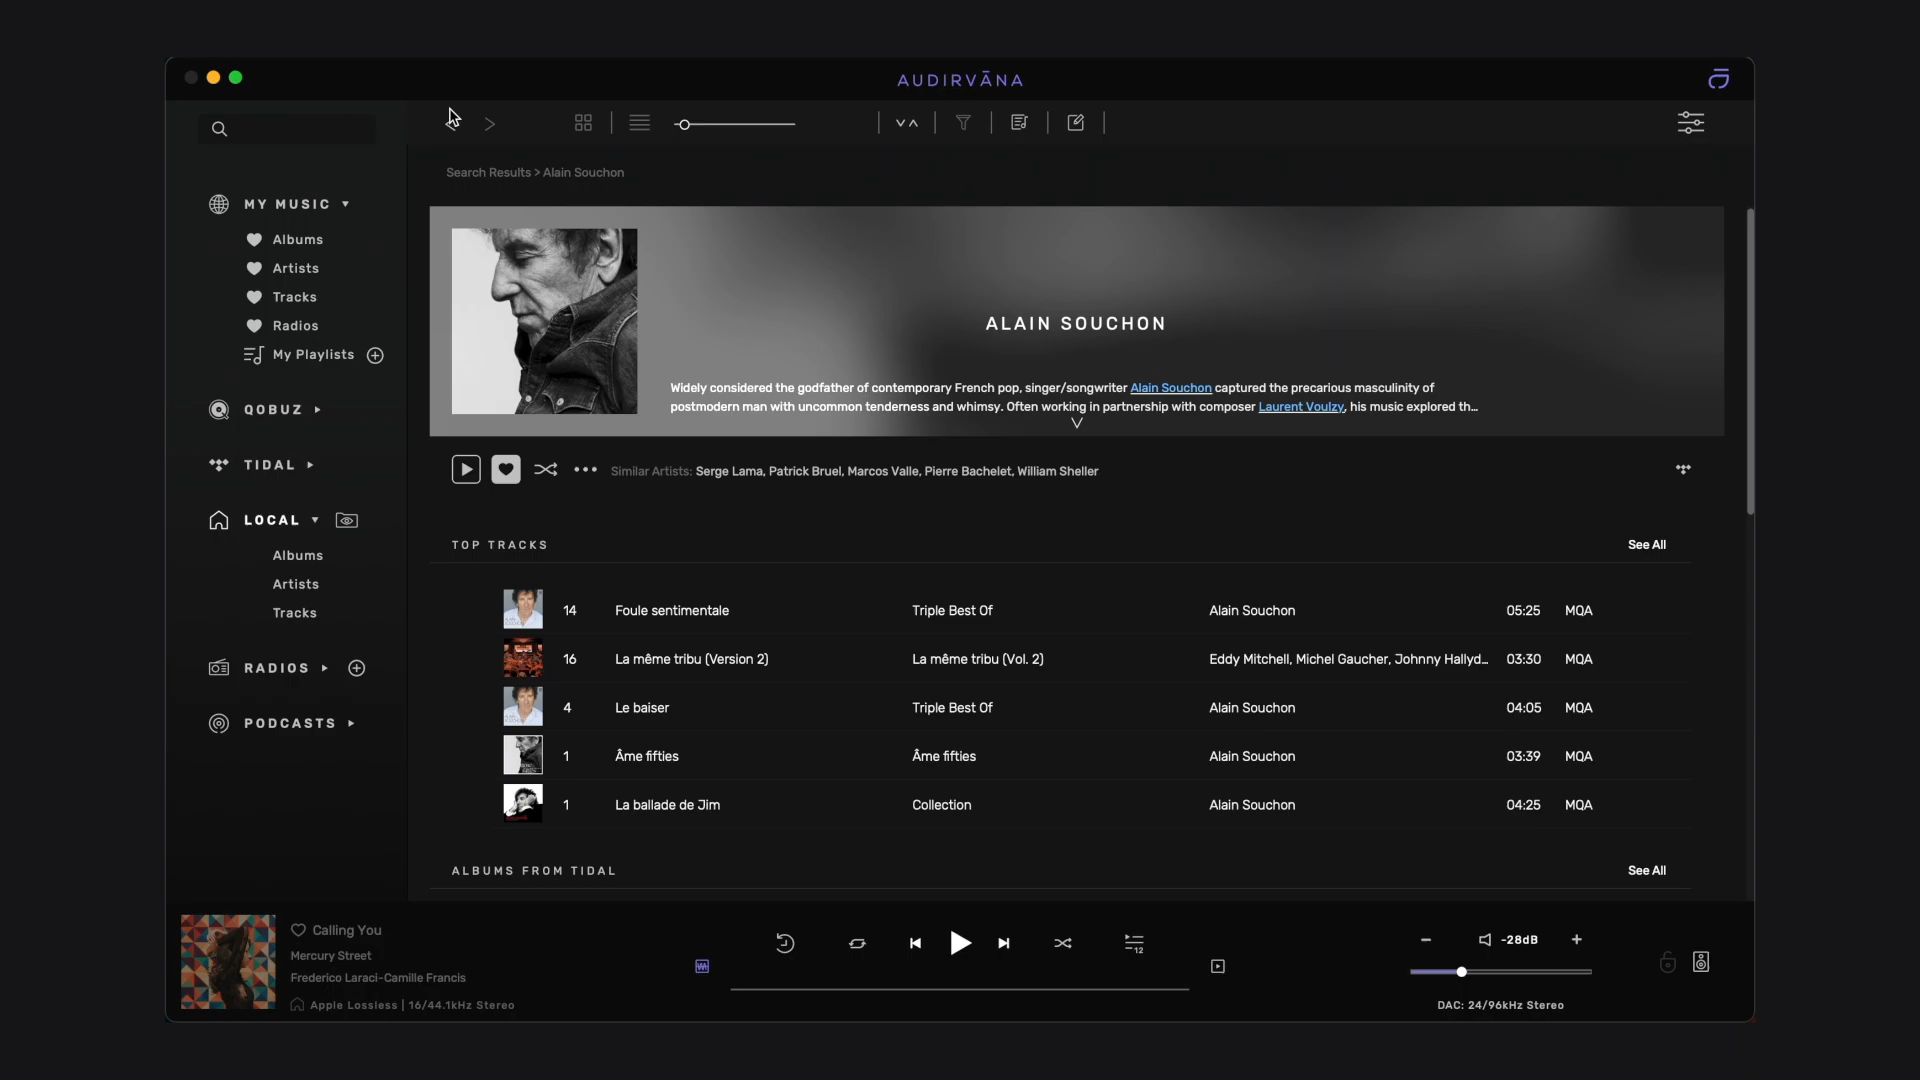 AUDIRVĀNA
Search Results > Alain Souchon
MY MUSIC
Albums
Artists
Tracks
Radios
My Playlists
QOBUZ
TIDAL
LOCAL
Albums
Artists
Tracks
RADIOS
PODCASTS
ALAIN SOUCHON
Widely considered the godfather of contemporary French pop, singer/songwriter Alain Souchon captured the precarious masculinity of
postmodern man with uncommon tenderness and whimsy. Often working in partnership with composer Laurent Voulzy, his music explored th...
Similar Artists: Serge Lama, Patrick Bruel, Marcos Valle, Pierre Bachelet, William Sheller
TOP TRACKS See All
14 Foule sentimentale Triple Best Of Alain Souchon 05:25 MQA
16 La même tribu (Version 2) La même tribu (Vol. 2) Eddy Mitchell, Michel Gaucher, Johnny Hallyd... 03:30 MQA
4 Le baiser Triple Best Of Alain Souchon 04:05 MQA
1 Âme fifties Âme fifties Alain Souchon 03:39 MQA
1 La ballade de Jim Collection Alain Souchon 04:25 MQA
ALBUMS FROM TIDAL See All
Calling You
Mercury Street
Frederico Laraci-Camille Francis
Apple Lossless | 16/44.1kHz Stereo
12
-28dB
DAC: 24/96kHz Stereo